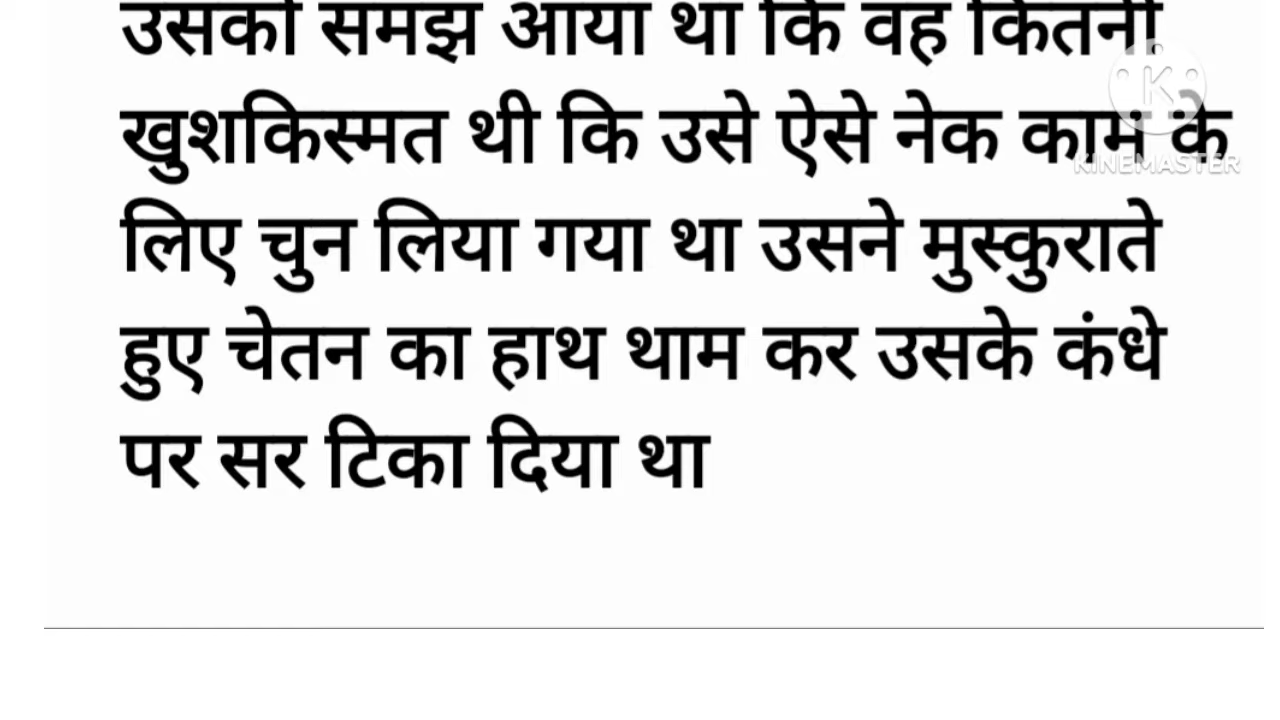 उसको समझ आया था कि वह कितनी
खुशकिस्मत थी कि उसे ऐसे नेक काम के
लिए चुन लिया गया था उसने मुस्कुराते
हुए चेतन का हाथ थाम कर उसके कंधे
पर सर टिका दिया था
K
KINEMASTER